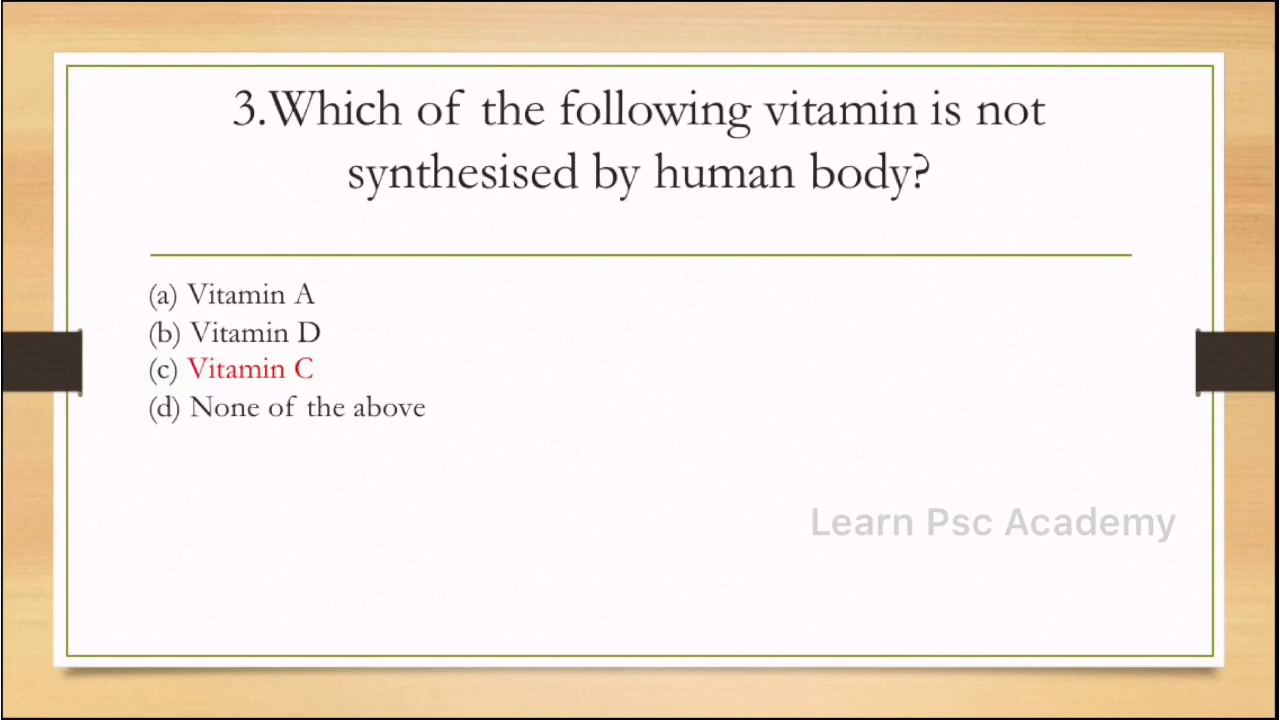 3.Which of the following vitamin is not
synthesised by human body?
(a) Vitamin A
(b) Vitamin D
(c) Vitamin C
(d) None of the above
Learn Psc Academy